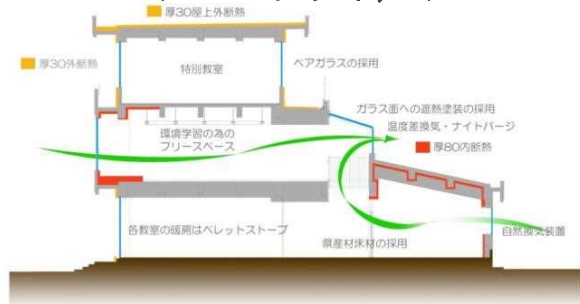 厚30屋上外断熱
厚30外断熱
特別教室
ペアガラスの採用
ガラス面への遮熱塗装の採用
温度差換気・ナイトパージ
環境学習の為の
フリースペース
厚80内断熱
各教室の暖房はペレットストーブ
自然換気装置
県産材床材の採用